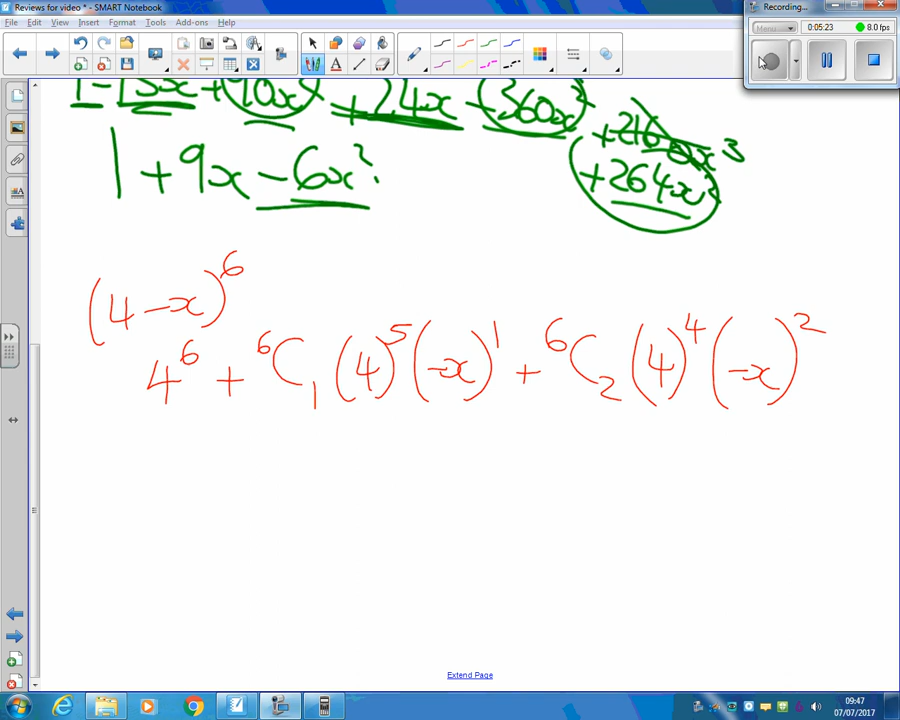 Reviews for video * - SMART Notebook
Recording...
File Edit View Insert Format Tools Add-ons Help
Menu
0:05:23
8.0 fps
1 - 15x + 90x² + 24x - 360x²
+ 2160x³
1 + 9x - 6x²
+ 264x²
(4-x)⁶
4⁶ + ⁶C₁ (4)⁵ (-x)¹ + ⁶C₂ (4)⁴ (-x)²
Extend Page
09:47
07/07/2017